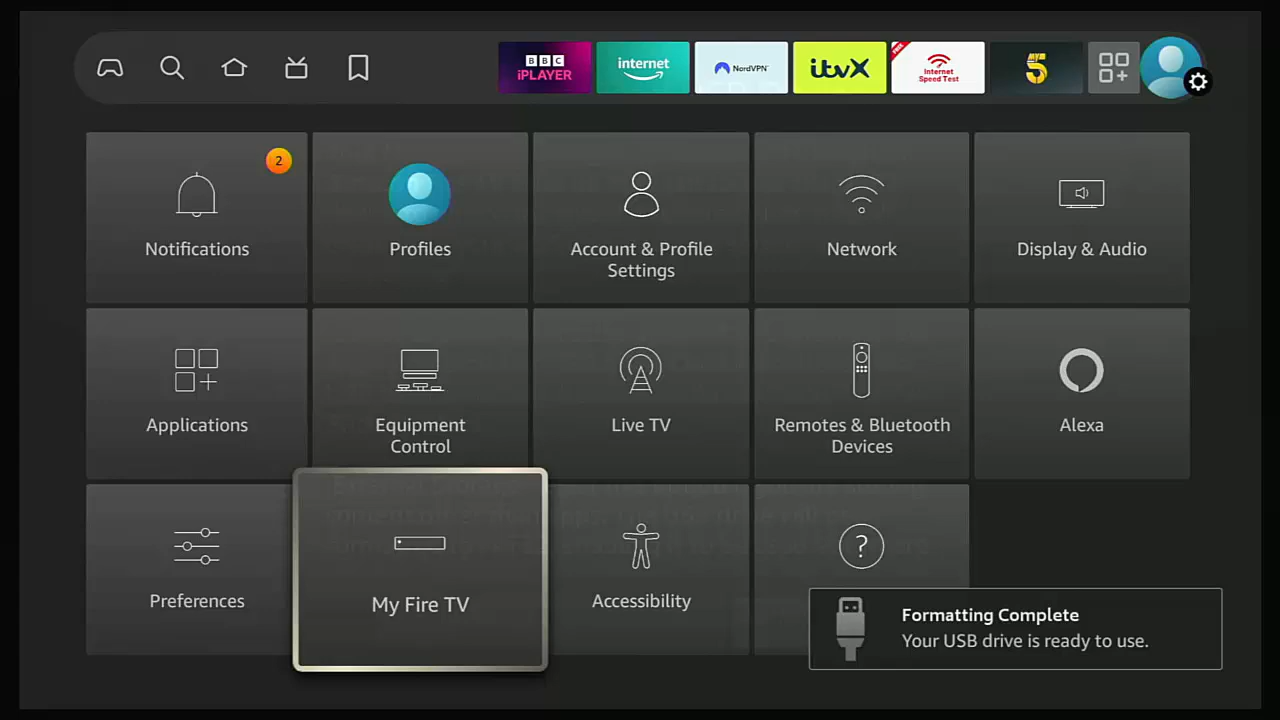 BBC
iPLAYER
internet
NordVPN
itvX
FREE
Internet
Speed Test
5
2
Notifications
Profiles
Account & Profile
Settings
Network
Display & Audio
Applications
Equipment
Control
Live TV
Remotes & Bluetooth
Devices
Alexa
Preferences
My Fire TV
Accessibility
?
Formatting Complete
Your USB drive is ready to use.